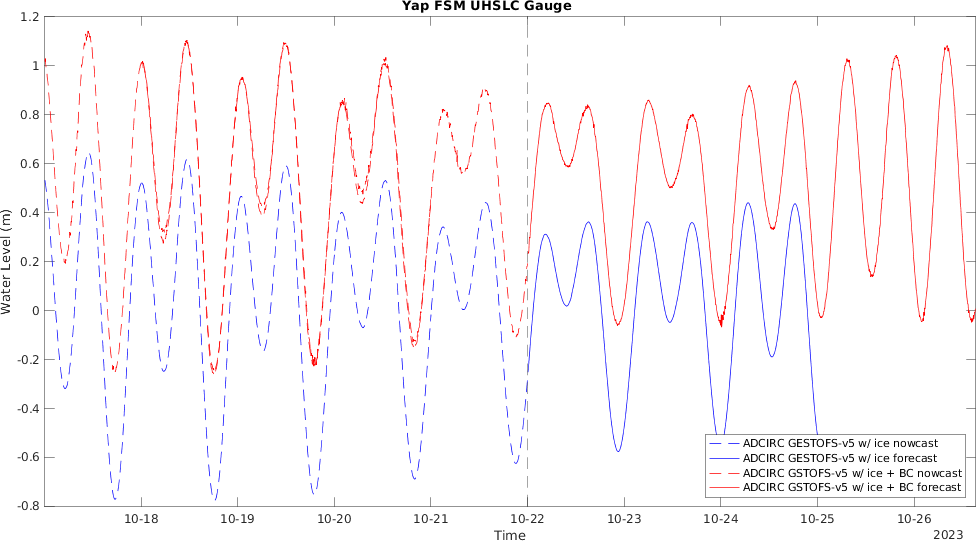 Yap FSM UHSLC Gauge
1.2
1
0.8
0.6
0.4
0.2
0
-0.2
-0.4
-0.6
-0.8
Water Level (m)
ADCIRC GESTOFS-v5 w/ ice nowcast
ADCIRC GESTOFS-v5 w/ ice forecast
ADCIRC GSTOFS-v5 w/ ice + BC nowcast
ADCIRC GSTOFS-v5 w/ ice + BC forecast
10-18 10-19 10-20 10-21 10-22 10-23 10-24 10-25 10-26
Time
2023